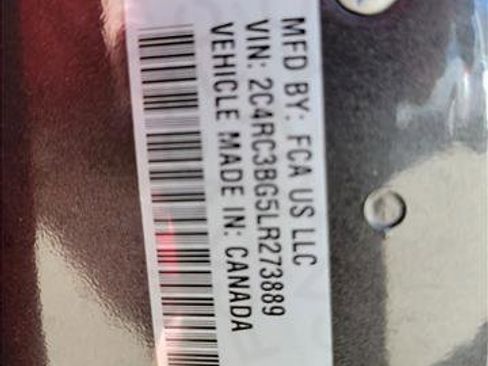 MFD BY: FCA US LLC
VIN: 2C4RC3BG5LR273889
VEHICLE MADE IN: CANADA